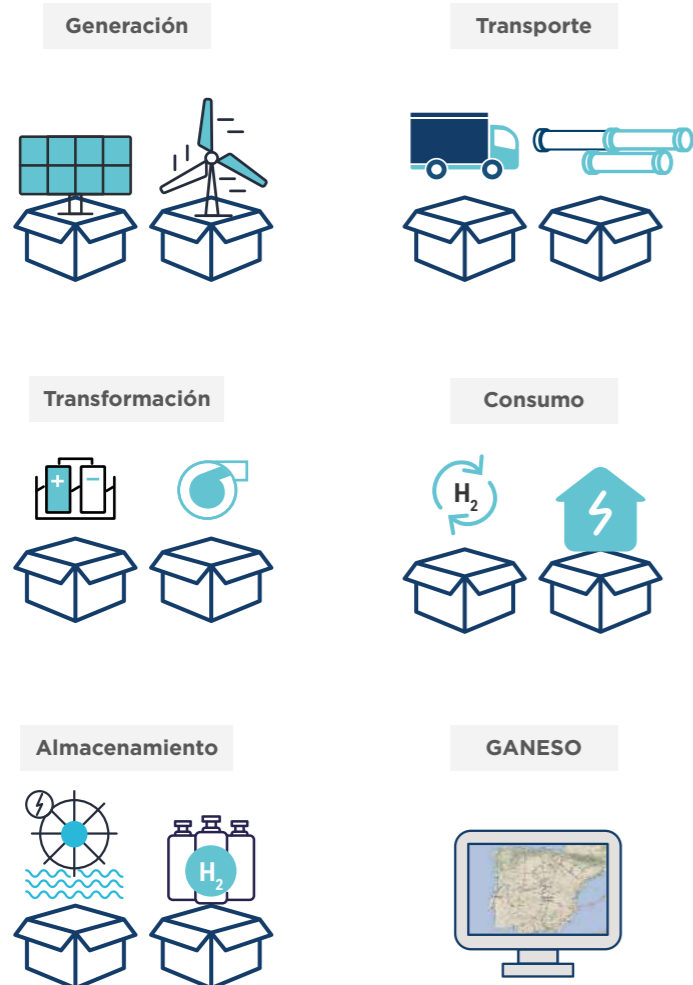 Generación
Transporte
Transformación
+ −
Consumo
H₂
Almacenamiento
H₂
GANESO